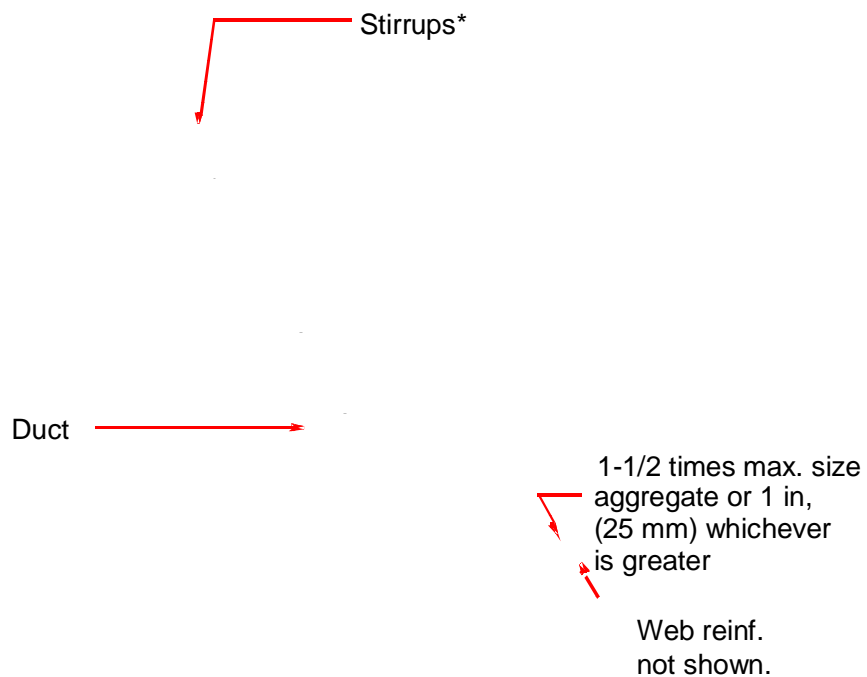 Stirrups*
Duct
1-1/2 times max. size
aggregate or 1 in,
(25 mm) whichever
is greater
Web reinf.
not shown.